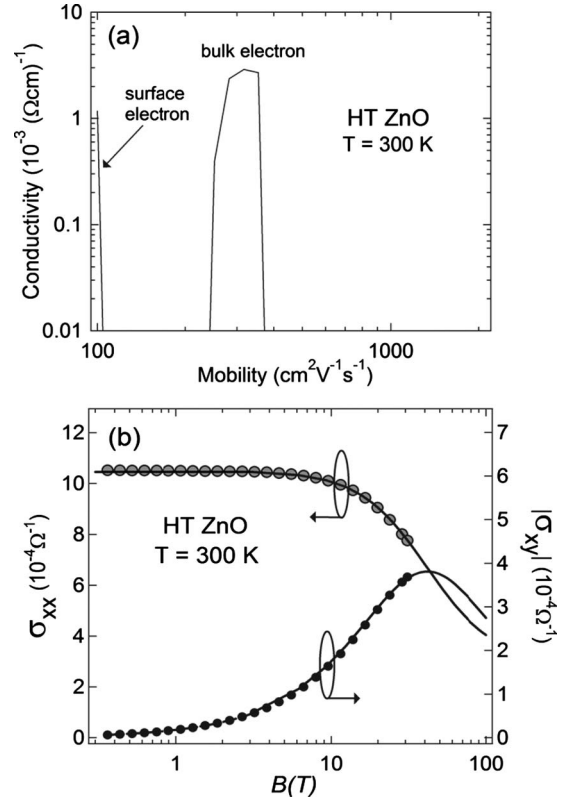 (a)
bulk electron
surface
electron
HT ZnO
T = 300 K
Conductivity (10⁻³ (Ωcm)⁻¹)
1
0.1
0.01
100
1000
Mobility (cm²V⁻¹s⁻¹)
(b)
12
10
8
6
4
2
0
σxx (10⁻⁴Ω⁻¹)
HT ZnO
T = 300 K
7
6
5
4
3
2
1
0
|σxy| (10⁻⁴Ω⁻¹)
1
10
100
B(T)